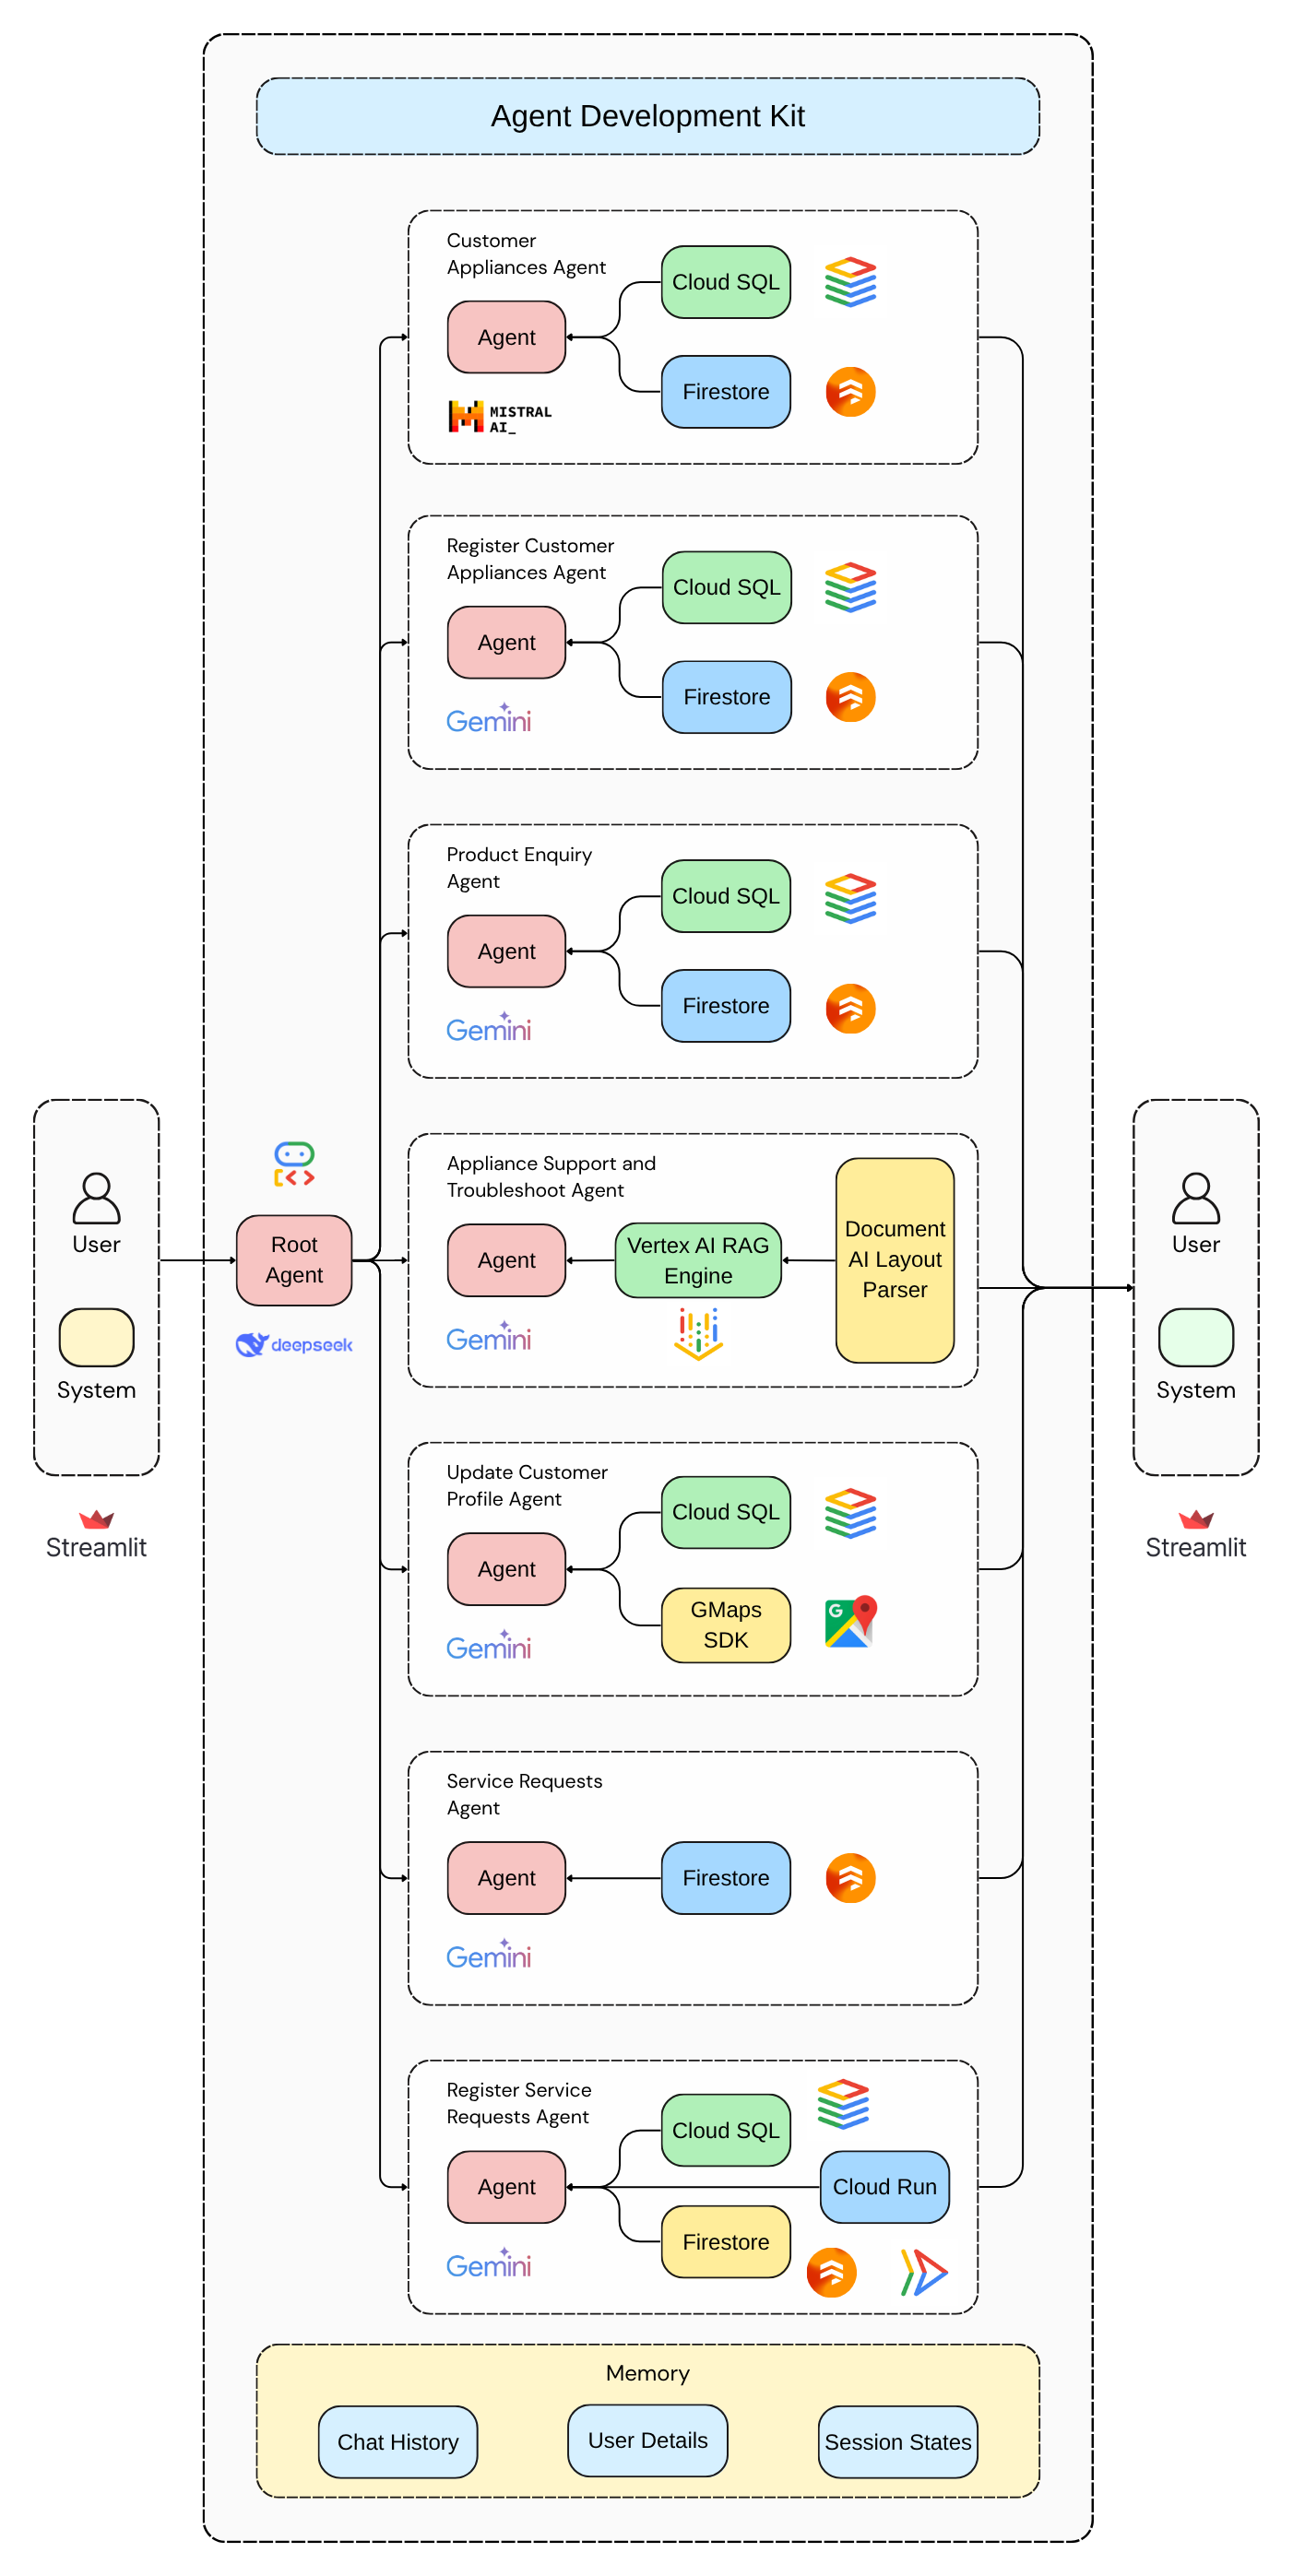 Agent Development Kit
Customer
Appliances Agent
Agent
Cloud SQL
Firestore
MISTRAL
AI_
Register Customer
Appliances Agent
Agent
Cloud SQL
Firestore
Gemini
Product Enquiry
Agent
Agent
Cloud SQL
Firestore
Gemini
User
System
Streamlit
Root
Agent
deepseek
Appliance Support and
Troubleshoot Agent
Agent
Vertex AI RAG
Engine
Document
AI Layout
Parser
Gemini
User
System
Streamlit
Update Customer
Profile Agent
Agent
Cloud SQL
GMaps
SDK
G
Gemini
Service Requests
Agent
Agent
Firestore
Gemini
Register Service
Requests Agent
Agent
Cloud SQL
Cloud Run
Firestore
Gemini
Memory
Chat History
User Details
Session States